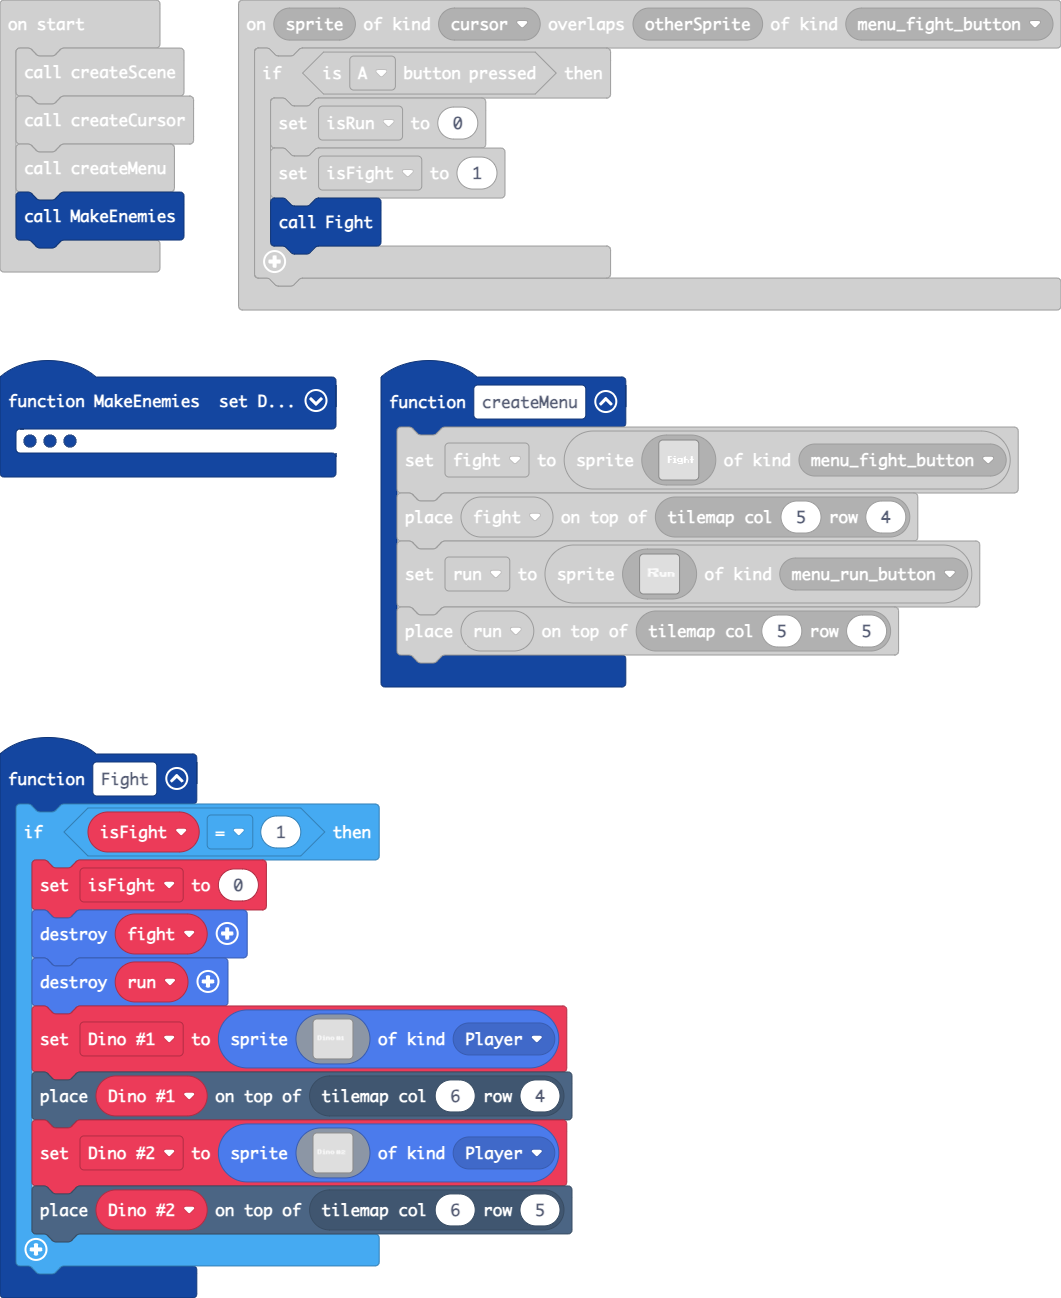 on start
call createScene
call createCursor
call createMenu
call MakeEnemies
on sprite of kind cursor overlaps otherSprite of kind menu_fight_button
if is A button pressed then
set isRun to 0
set isFight to 1
call Fight
function MakeEnemies set D...
function createMenu
set fight to sprite Fight of kind menu_fight_button
place fight on top of tilemap col 5 row 4
set run to sprite Run of kind menu_run_button
place run on top of tilemap col 5 row 5
function Fight
if isFight = 1 then
set isFight to 0
destroy fight
destroy run
set Dino #1 to sprite of kind Player
place Dino #1 on top of tilemap col 6 row 4
set Dino #2 to sprite of kind Player
place Dino #2 on top of tilemap col 6 row 5